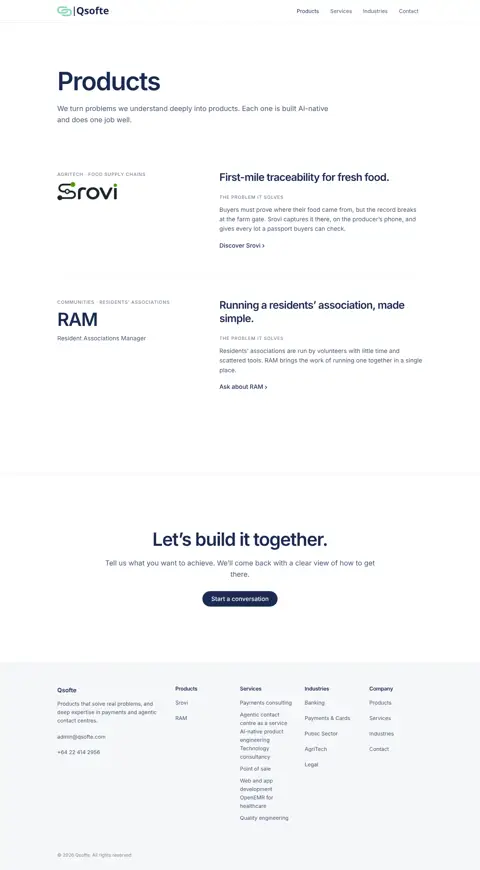 Qsofte
Products Services Industries Contact
Products
We turn problems we understand deeply into products. Each one is built AI-native
and does one job well.
AGRITECH · FOOD SUPPLY CHAINS
Srovi
First-mile traceability for fresh food.
THE PROBLEM IT SOLVES
Buyers must prove where their food came from, but the record breaks
at the farm gate. Srovi captures it there, on the producer's phone, and
gives every lot a passport buyers can check.
Discover Srovi ›
COMMUNITIES · RESIDENTS' ASSOCIATIONS
RAM
Resident Associations Manager
Running a residents' association, made
simple.
THE PROBLEM IT SOLVES
Residents' associations are run by volunteers with little time and
scattered tools. RAM brings the work of running one together in a single
place.
Ask about RAM ›
Let's build it together.
Tell us what you want to achieve. We'll come back with a clear view of how to get
there.
Start a conversation
Qsofte
Products that solve real problems, and
deep expertise in payments and agentic
contact centres.
admin@qsofte.com
+64 22 414 2956
Products
Srovi
RAM
Services
Payments consulting
Agentic contact
centre as a service
AI-native product
engineering
Technology
consultancy
Point of sale
Web and app
development
OpenEMR for
healthcare
Quality engineering
Industries
Banking
Payments & Cards
Public Sector
AgriTech
Legal
Company
Products
Services
Industries
Contact
Qsofte. All rights reserved